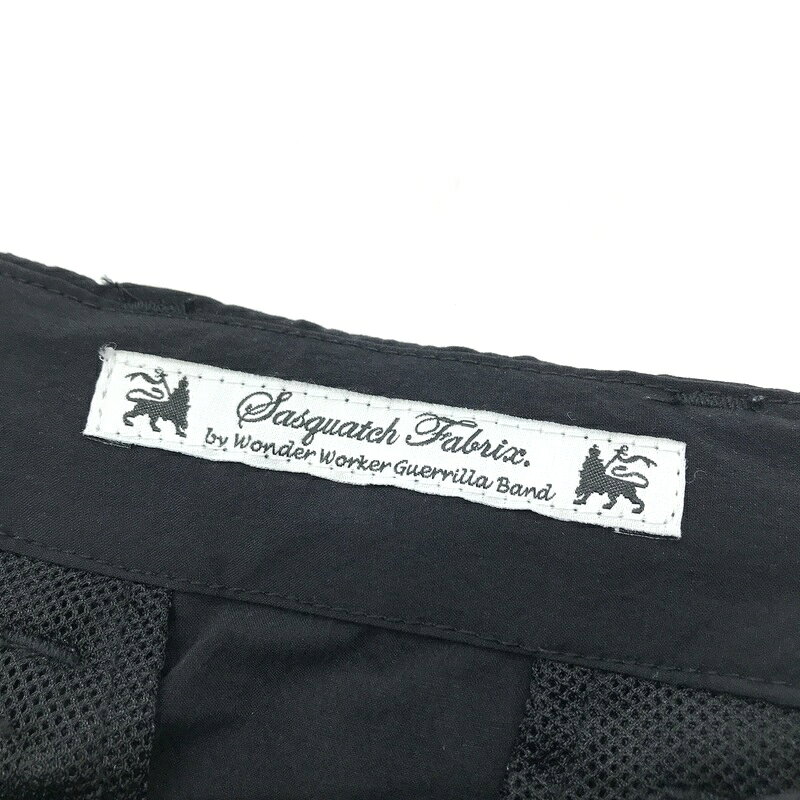 Sasquatch Fabrix.
by Wonder Worker Guerrilla Band